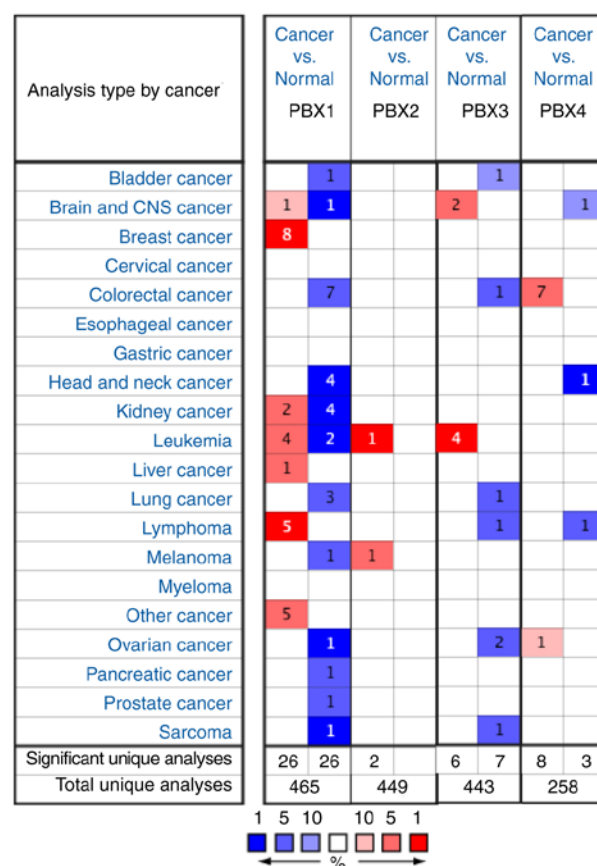 Analysis type by cancer
Cancer vs. Normal PBX1
Cancer vs. Normal PBX2
Cancer vs. Normal PBX3
Cancer vs. Normal PBX4
Bladder cancer 1 1
Brain and CNS cancer 1 1 2 1
Breast cancer 8
Cervical cancer
Colorectal cancer 7 1 7
Esophageal cancer
Gastric cancer
Head and neck cancer 4 1
Kidney cancer 2 4
Leukemia 4 2 1 4
Liver cancer 1
Lung cancer 3 1
Lymphoma 5 1 1
Melanoma 1 1
Myeloma
Other cancer 5
Ovarian cancer 1 2 1
Pancreatic cancer 1
Prostate cancer 1
Sarcoma 1 1
Significant unique analyses 26 26 2 6 7 8 3
Total unique analyses 465 449 443 258
1 5 10 10 5 1
%